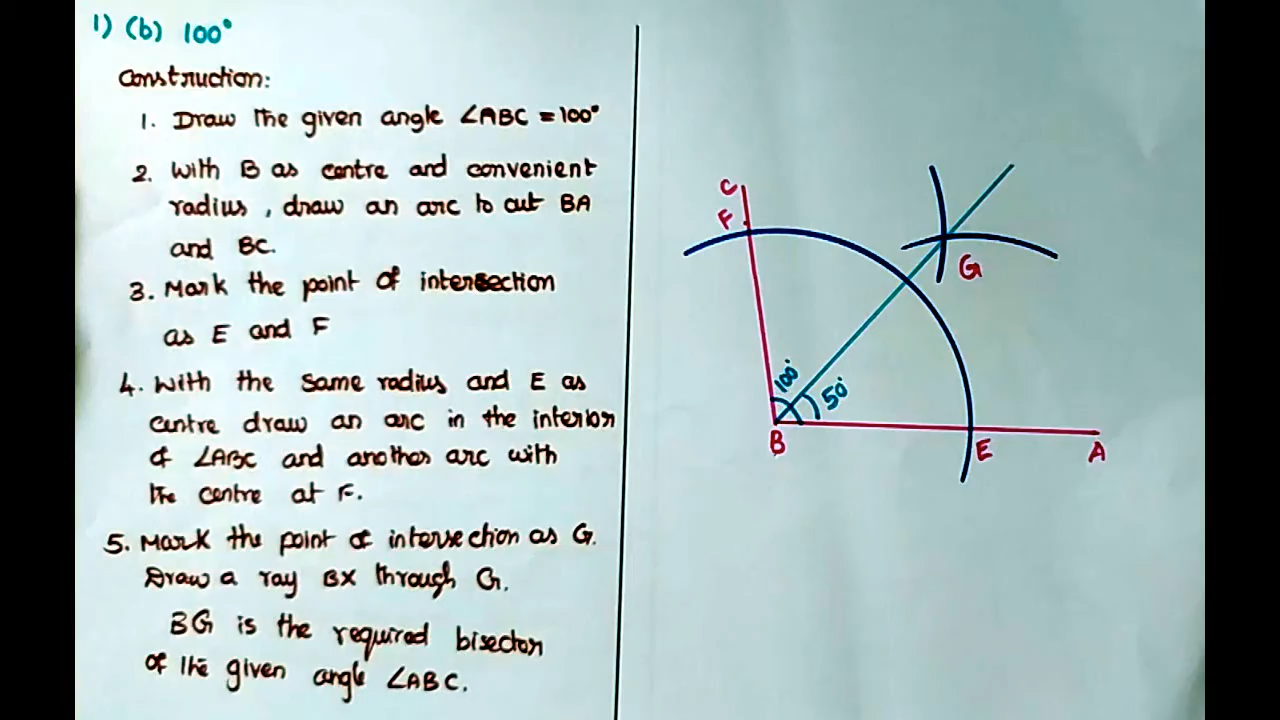 1) (b) 100°
Construction:
1. Draw the given angle ∠ABC = 100°
2. With B as centre and convenient
radius, draw an arc to cut BA
and BC.
3. Mark the point of intersection
as E and F
4. With the same radius and E as
centre draw an arc in the interior
of ∠ABC and another arc with
the centre at F.
5. Mark the point of intersection as G.
Draw a ray BX through G.
BG is the required bisector
of the given angle ∠ABC.
C
F
G
100°
50°
B
E
A